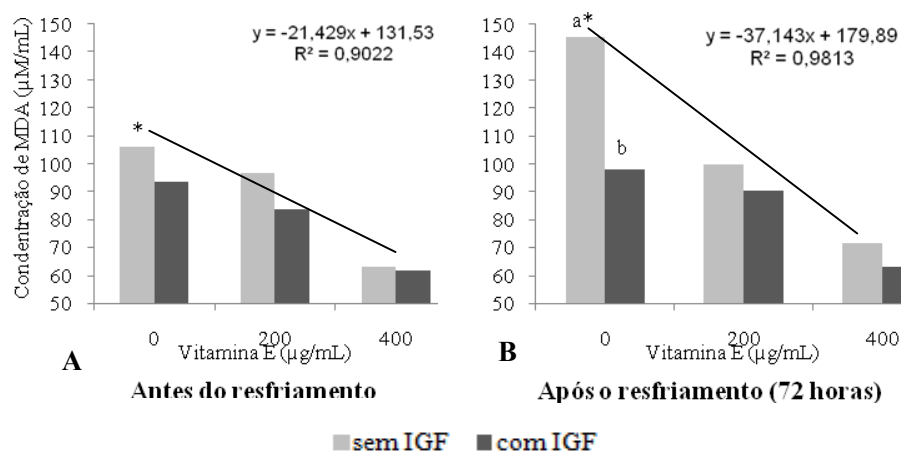 y = -21,429x + 131,53
R² = 0,9022
Condentração de MDA (µM/mL)
150
140
130
120
110
100
90
80
70
60
50
*
0
200
400
Vitamina E (µg/mL)
A
Antes do resfriamento
y = -37,143x + 179,89
R² = 0,9813
150
140
130
120
110
100
90
80
70
60
50
a*
b
0
200
400
Vitamina E (µg/mL)
B
Após o resfriamento (72 horas)
sem IGF
com IGF